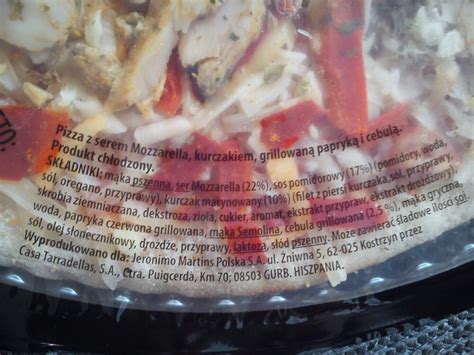 TTO:
Pizza z serem Mozzarella, kurczakiem, grillowaną papryką i cebulą.
Produkt chłodzony.
SKŁADNIKI: mąka pszenna, ser Mozzarella (22%), sos pomidorowy (17%) (pomidory, woda,
sól, oregano, przyprawy), kurczak marynowany (10%) (filet z piersi kurczaka, sól, przyprawy,
skrobia ziemniaczana, dekstroza, zioła, cukier, aromat, ekstrakt przypraw, ekstrakt drożdżowy),
woda, papryka czerwona grillowana, mąka Semolina, cebula grillowana (2,5 %), mąka gryczna,
sól, olej słonecznikowy, drożdże, przyprawy, laktoza, słód pszenny. Może zawierać śladowe ilości soi.
Wyprodukowano dla: Jeronimo Martins Polska S.A. ul. Żniwna 5, 62-025 Kostrzyn przez
Casa Tarradellas, S.A., Ctra. Puigcerda, Km 70; 08503 GURB. HISZPANIA.